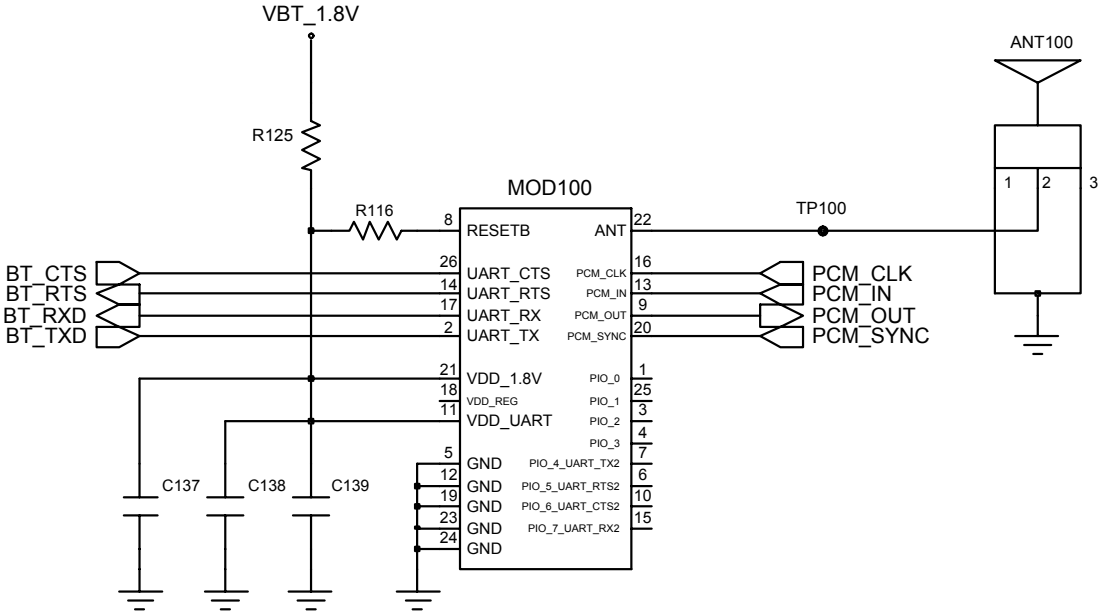 VBT_1.8V
ANT100
R125
MOD100
1 2 3
R116
TP100
8 RESETB ANT 22
BT_CTS 26 UART_CTS PCM_CLK 16 PCM_CLK
BT_RTS 14 UART_RTS PCM_IN 13 PCM_IN
BT_RXD 17 UART_RX PCM_OUT 9 PCM_OUT
BT_TXD 2 UART_TX PCM_SYNC 20 PCM_SYNC
21 VDD_1.8V PIO_0 1
18 VDD_REG PIO_1 25
11 VDD_UART PIO_2 3
PIO_3 4
5 GND PIO_4_UART_TX2 7
C137 C138 C139 12 GND PIO_5_UART_RTS2 6
19 GND PIO_6_UART_CTS2 10
23 GND PIO_7_UART_RX2 15
24 GND